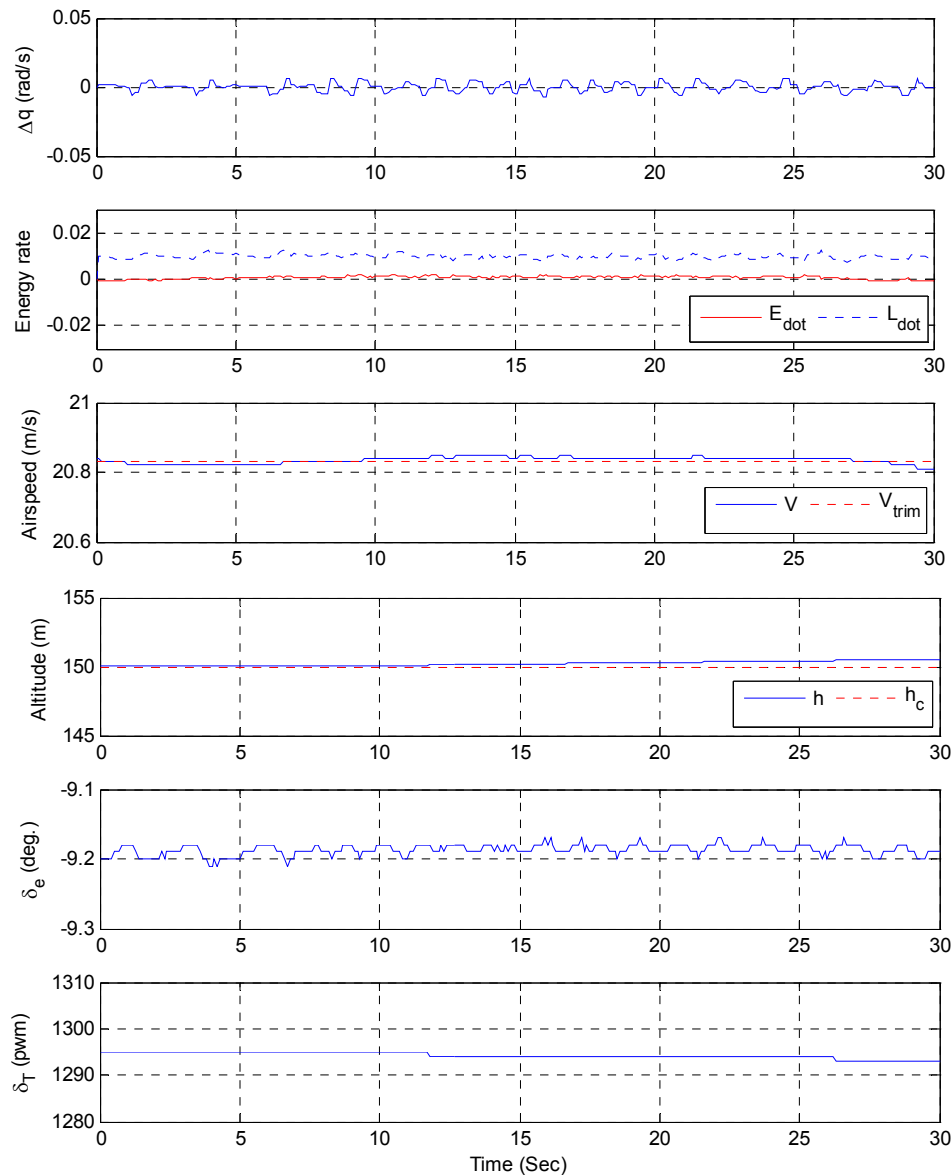 0.05
0
-0.05
Δq (rad/s)
0 5 10 15 20 25 30
0.02
0
-0.02
Energy rate
E_dot L_dot
0 5 10 15 20 25 30
21
20.8
20.6
Airspeed (m/s)
V V_trim
0 5 10 15 20 25 30
155
150
145
Altitude (m)
h h_c
0 5 10 15 20 25 30
-9.1
-9.2
-9.3
δ_e (deg.)
0 5 10 15 20 25 30
1310
1300
1290
1280
δ_T (pwm)
0 5 10 15 20 25 30
Time (Sec)